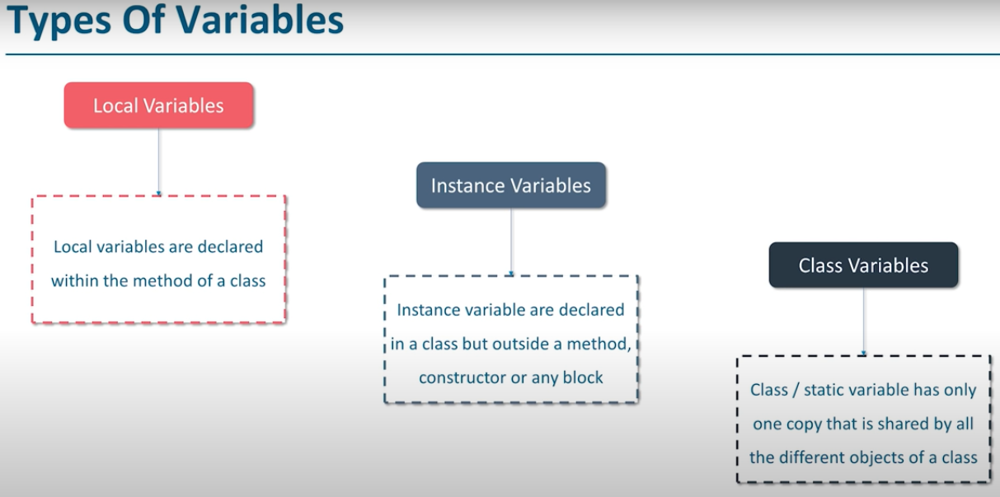 Types Of Variables
Local Variables
Local variables are declared
within the method of a class
Instance Variables
Instance variable are declared
in a class but outside a method,
constructor or any block
Class Variables
Class / static variable has only
one copy that is shared by all
the different objects of a class